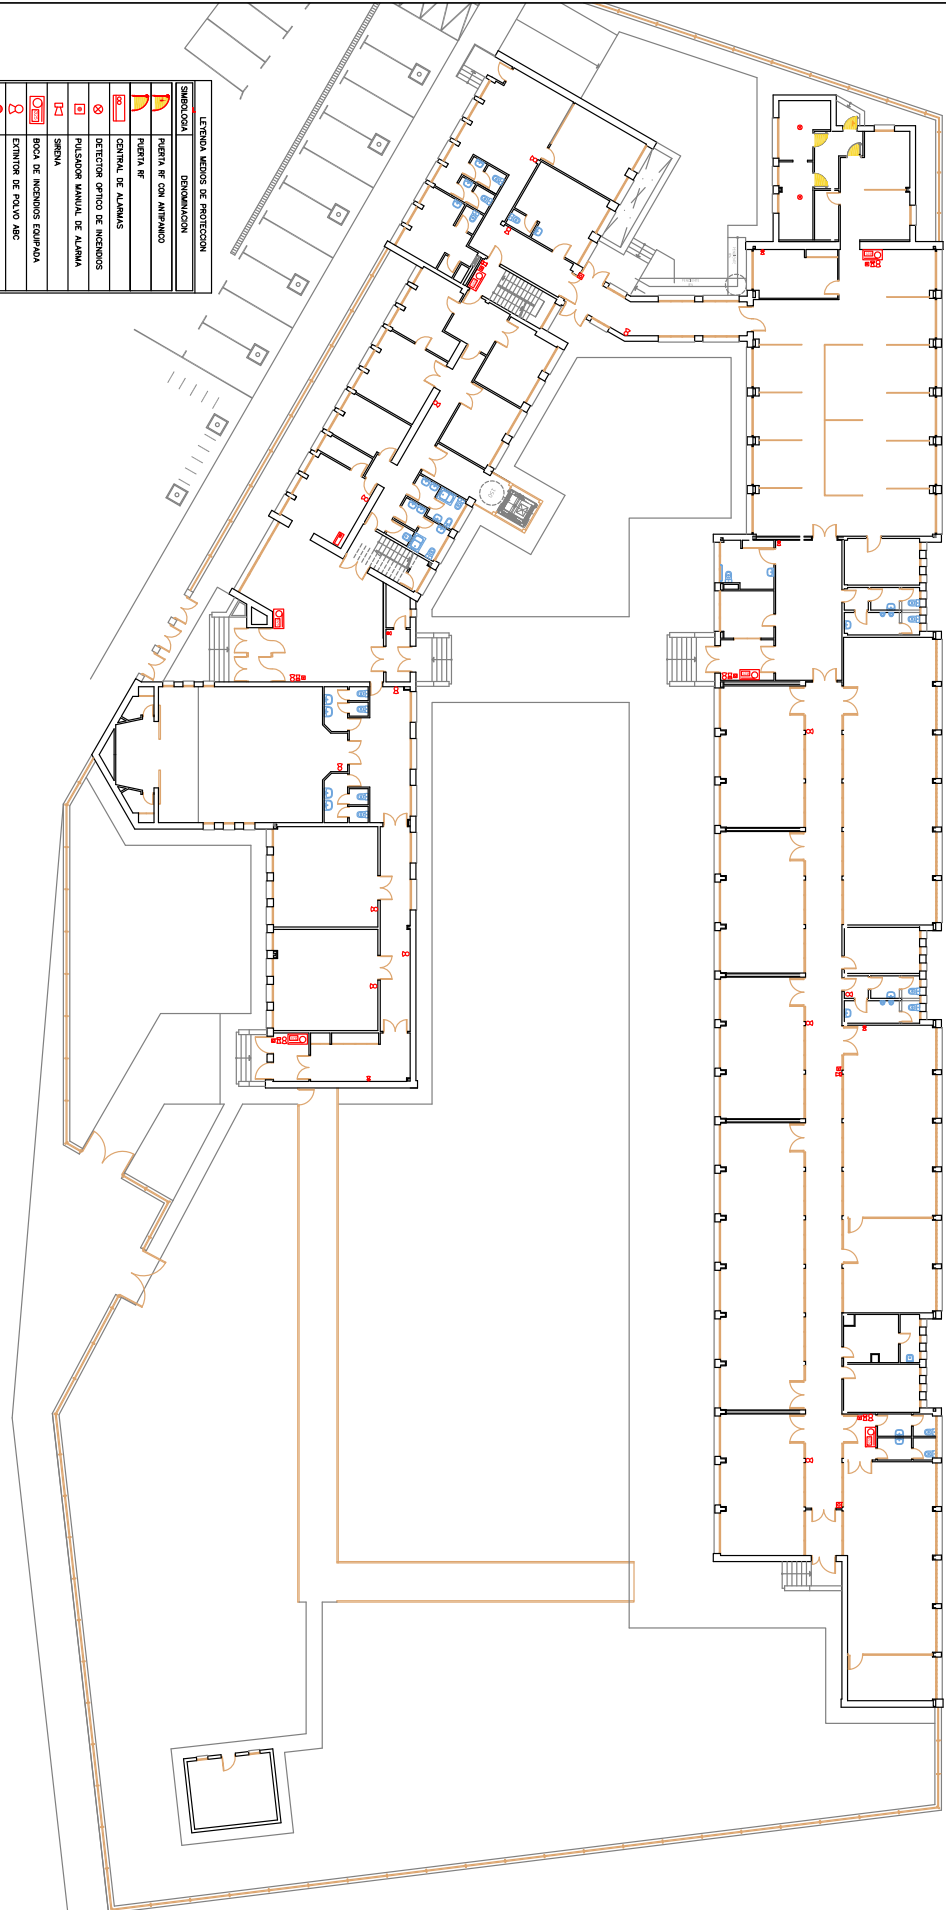 LEYENDA MEDIOS DE PROTECCION
SIMBOLOGIA DENOMINACION
PUERTA RF CON ANTIPANICO
PUERTA RF
CENTRAL DE ALARMAS
DETECTOR OPTICO DE INCENDIOS
PULSADOR MANUAL DE ALARMA
SIRENA
BOCA DE INCENDIOS EQUIPADA
EXTINTOR DE POLVO ABC